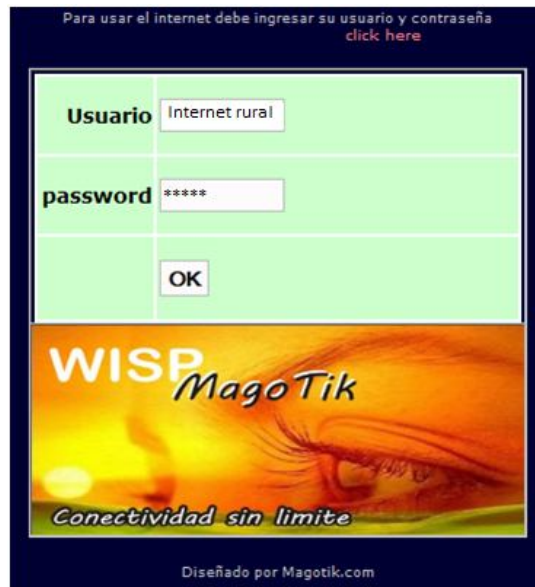 Para usar el internet debe ingresar su usuario y contraseña
click here
Usuario Internet rural
password *****
OK
WISP
MagoTik
Conectividad sin limite
Diseñado por Magotik.com